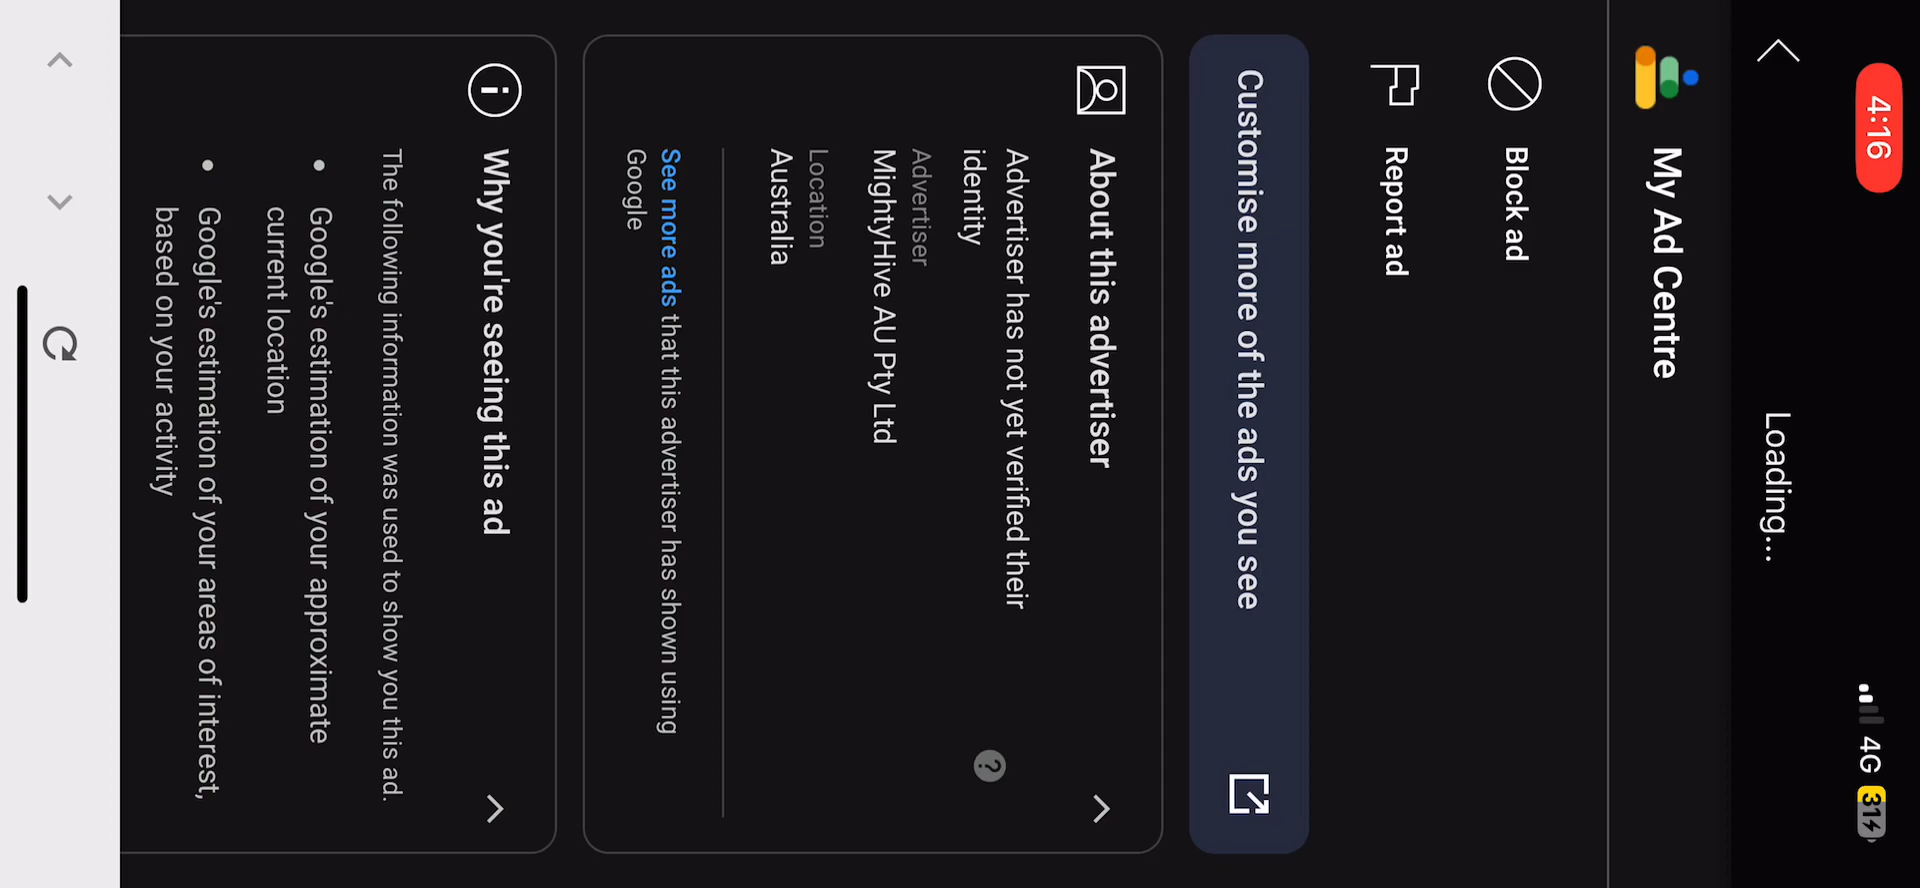 4:16
4G
31
Loading...
My Ad Centre
Block ad
Report ad
Customise more of the ads you see
About this advertiser
Advertiser has not yet verified their
identity
?
Advertiser
MightyHive AU Pty Ltd
Location
Australia
See more ads that this advertiser has shown using
Google
Why you're seeing this ad
The following information was used to show you this ad.
• Google's estimation of your approximate
current location
• Google's estimation of your areas of interest,
based on your activity